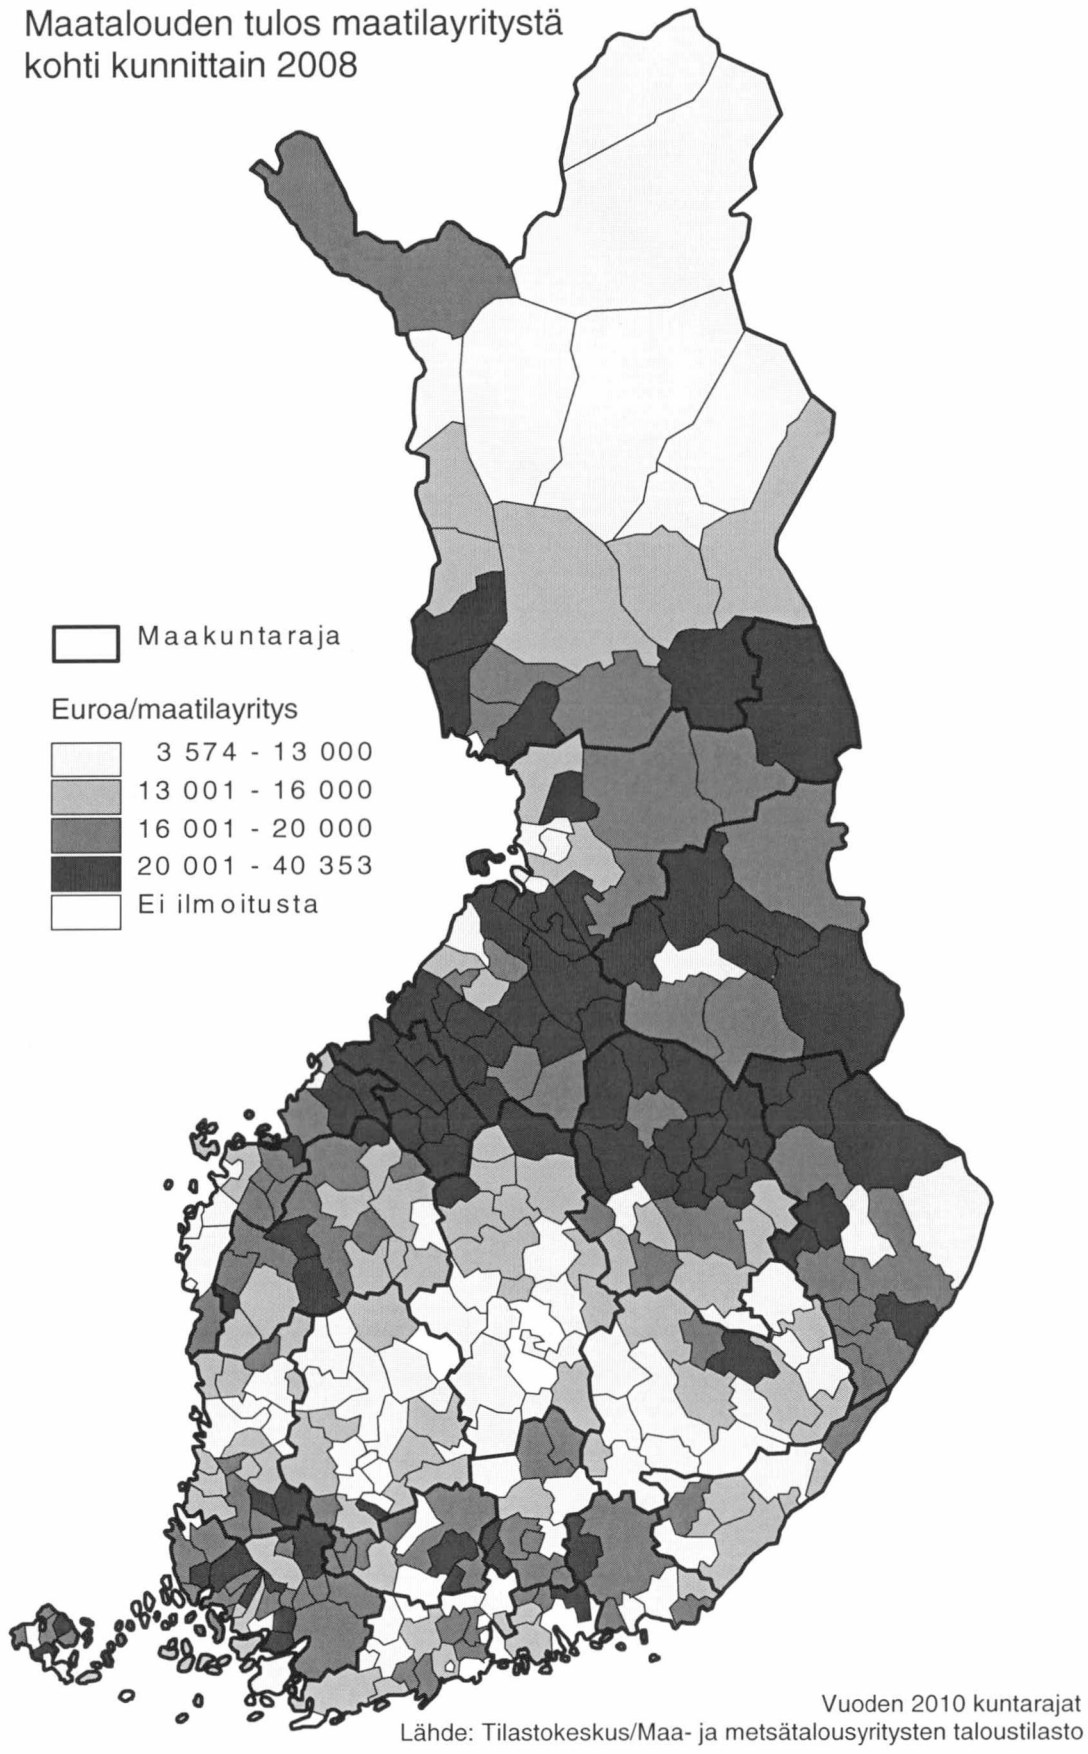 Maatalouden tulos maatilayritystä
kohti kunnittain 2008
Maakuntaraja
Euroa/maatilayritys
3 574 - 13 000
13 001 - 16 000
16 001 - 20 000
20 001 - 40 353
Ei ilmoitusta
Vuoden 2010 kuntarajat
Lähde: Tilastokeskus/Maa- ja metsätalousyritysten taloustilasto